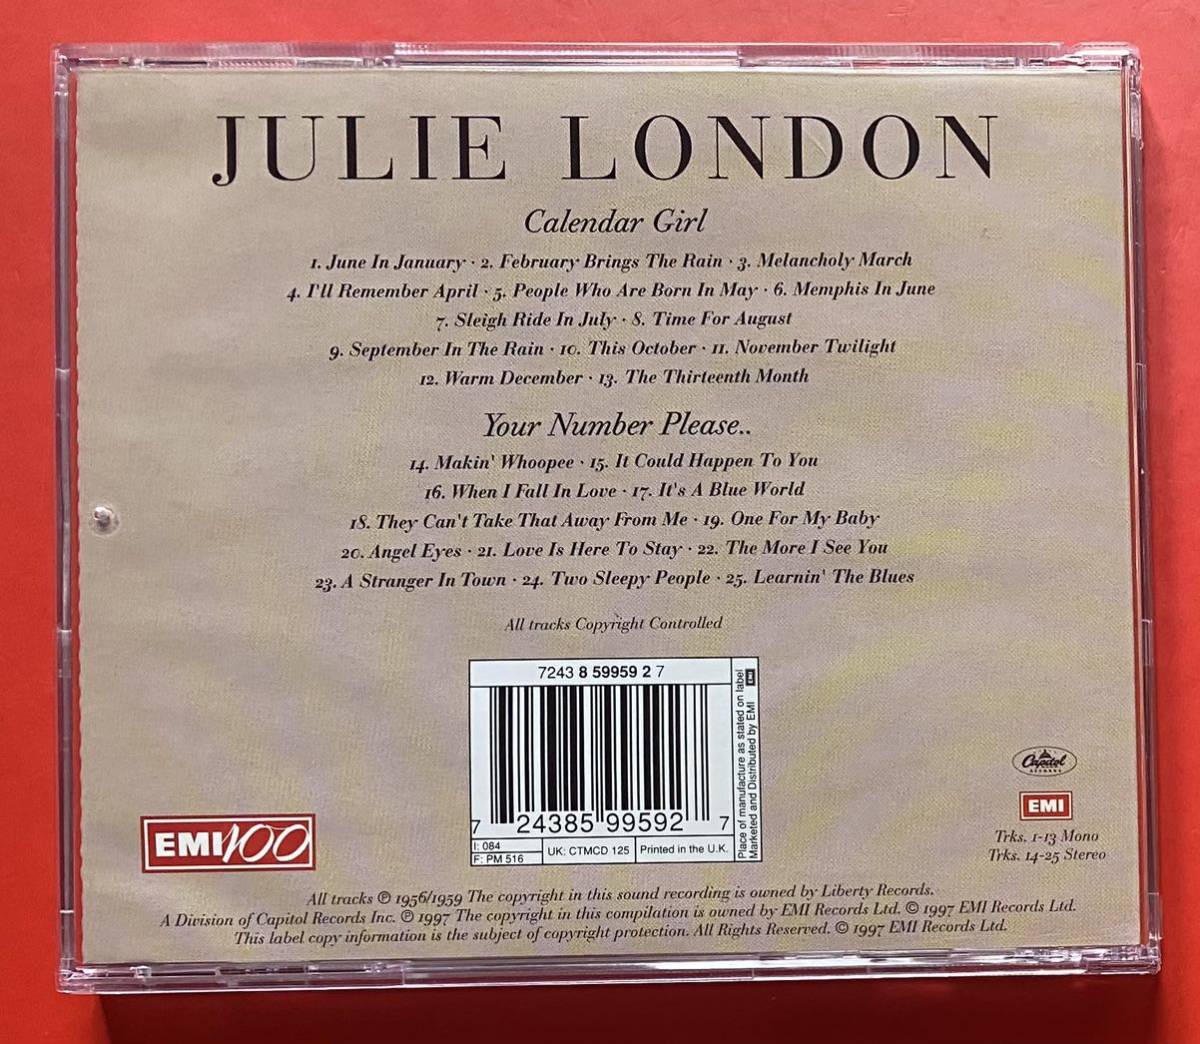 JULIE LONDON
Calendar Girl
1. June In January · 2. February Brings The Rain · 3. Melancholy March
4. I'll Remember April · 5. People Who Are Born In May · 6. Memphis In June
7. Sleigh Ride In July · 8. Time For August
9. September In The Rain · 10. This October · 11. November Twilight
12. Warm December · 13. The Thirteenth Month
Your Number Please..
14. Makin' Whoopee · 15. It Could Happen To You
16. When I Fall In Love · 17. It's A Blue World
18. They Can't Take That Away From Me · 19. One For My Baby
20. Angel Eyes · 21. Love Is Here To Stay · 22. The More I See You
23. A Stranger In Town · 24. Two Sleepy People · 25. Learnin' The Blues
All tracks Copyright Controlled
7243 8 59959 2 7
7 24385 99592 7
I: 084
F: PM 516
UK: CTMCD 125
Printed in the U.K.
Place of manufacture as stated on label
Marketed and Distributed by EMI
EMI
EMI100
Capitol
RECORDS
EMI
Trks. 1-13 Mono
Trks. 14-25 Stereo
All tracks ℗ 1956/1959 The copyright in this sound recording is owned by Liberty Records.
A Division of Capitol Records Inc. ℗ 1997 The copyright in this compilation is owned by EMI Records Ltd. © 1997 EMI Records Ltd.
This label copy information is the subject of copyright protection. All Rights Reserved. © 1997 EMI Records Ltd.